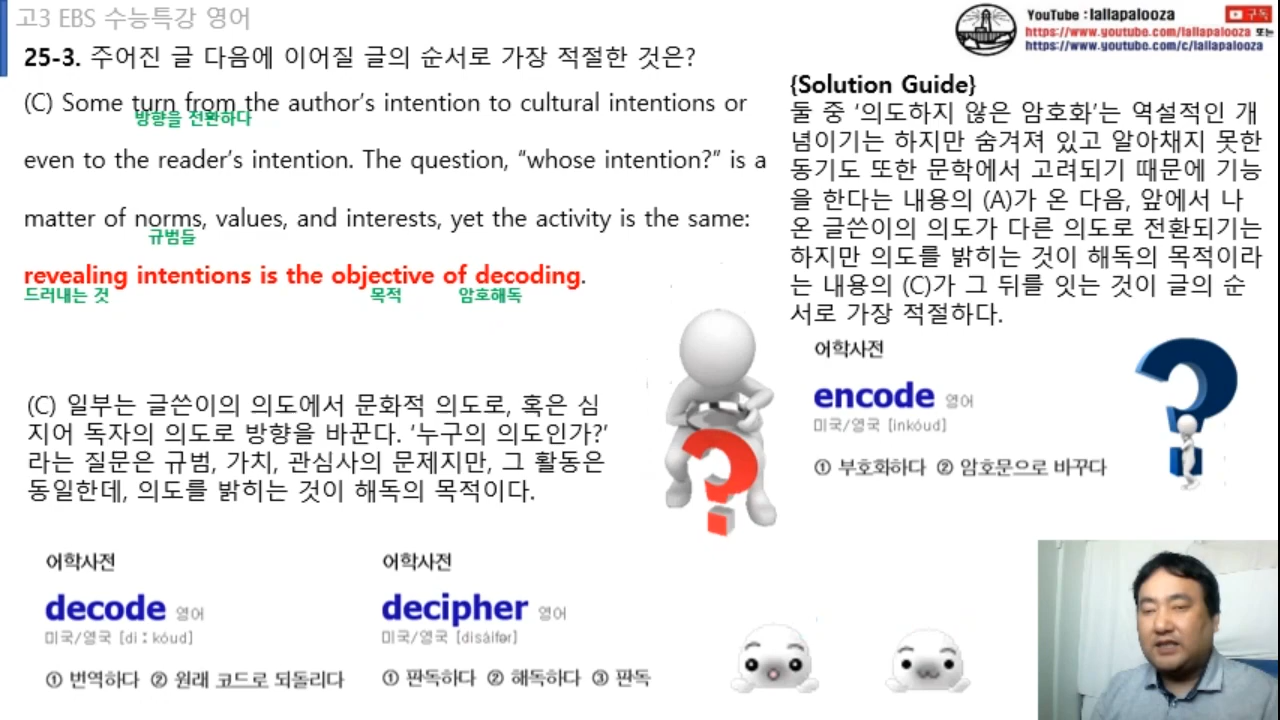 고3 EBS 수능특강 영어
25-3. 주어진 글 다음에 이어질 글의 순서로 가장 적절한 것은?
(C) Some turn from the author's intention to cultural intentions or
방향을 전환하다
even to the reader's intention. The question, “whose intention?” is a
matter of norms, values, and interests, yet the activity is the same:
규범들
revealing intentions is the objective of decoding.
드러내는 것 목적 암호해독
(C) 일부는 글쓴이의 의도에서 문화적 의도로, 혹은 심
지어 독자의 의도로 방향을 바꾼다. ‘누구의 의도인가?’
라는 질문은 규범, 가치, 관심사의 문제지만, 그 활동은
동일한데, 의도를 밝히는 것이 해독의 목적이다.
어학사전
decode 영어
미국/영국 [diːkóud]
① 번역하다 ② 원래 코드로 되돌리다
어학사전
decipher 영어
미국/영국 [disáifər]
① 판독하다 ② 해독하다 ③ 판독
YouTube : lallapalooza
구독
https://www.youtube.com/lallapalooza 또는
https://www.youtube.com/c/lallapalooza
{Solution Guide}
둘 중 ‘의도하지 않은 암호화’는 역설적인 개
념이기는 하지만 숨겨져 있고 알아채지 못한
동기도 또한 문학에서 고려되기 때문에 기능
을 한다는 내용의 (A)가 온 다음, 앞에서 나
온 글쓴이의 의도가 다른 의도로 전환되기는
하지만 의도를 밝히는 것이 해독의 목적이라
는 내용의 (C)가 그 뒤를 잇는 것이 글의 순
서로 가장 적절하다.
어학사전
encode 영어
미국/영국 [inkóud]
① 부호화하다 ② 암호문으로 바꾸다